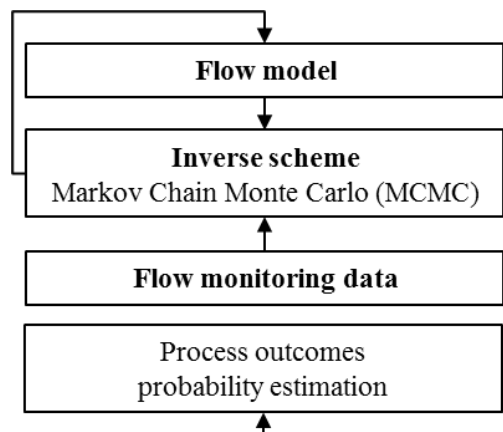 Flow model
Inverse scheme
Markov Chain Monte Carlo (MCMC)
Flow monitoring data
Process outcomes
probability estimation